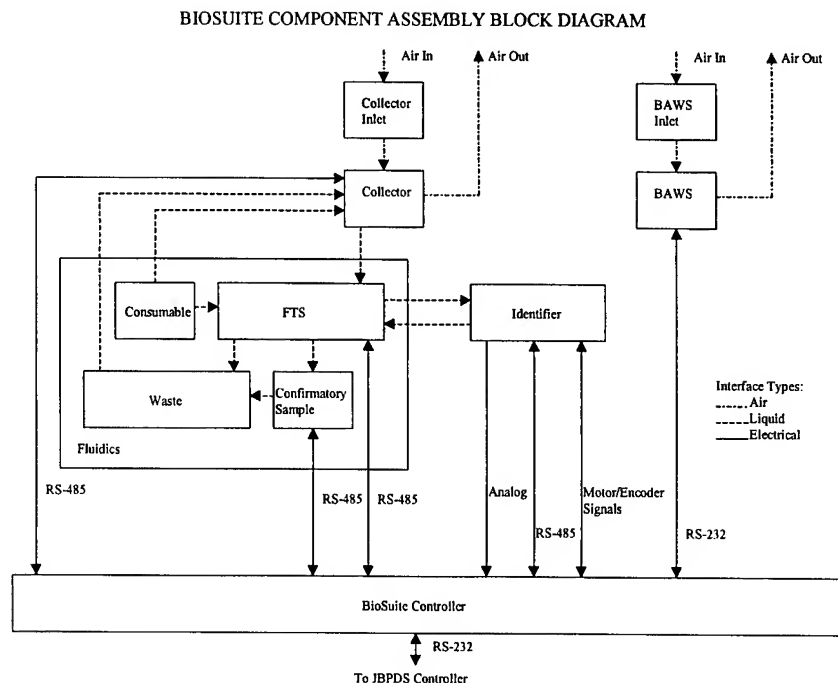 BIOSUITE COMPONENT ASSEMBLY BLOCK DIAGRAM
Air In
Air Out
Air In
Air Out
Collector
Inlet
BAWS
Inlet
Collector
BAWS
Consumable
FTS
Identifier
Waste
Confirmatory
Sample
Fluidics
Interface Types:
Air
Liquid
Electrical
RS-485
RS-485
RS-485
Analog
RS-485
Motor/Encoder
Signals
RS-232
BioSuite Controller
RS-232
To JBPDS Controller